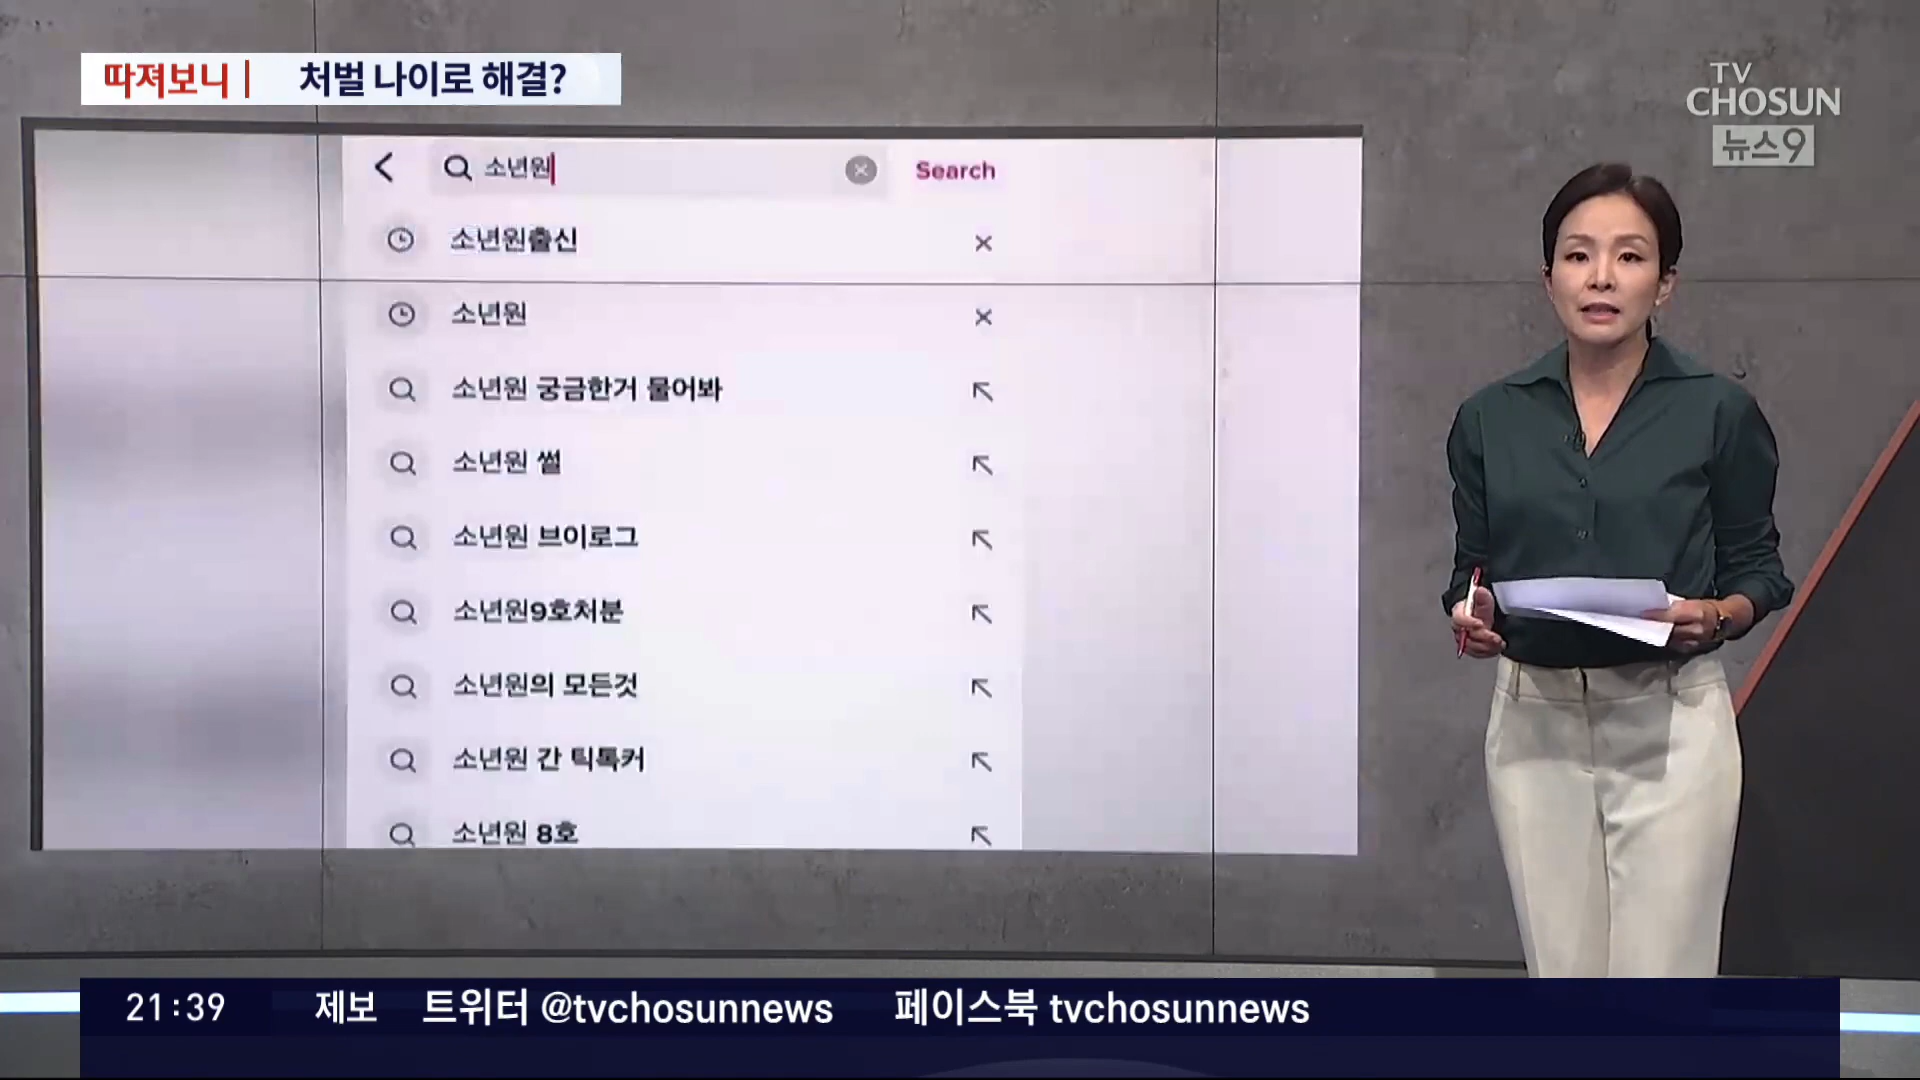 따져보니 | 처벌 나이로 해결?
TV
CHOSUN
뉴스9
소년원
Search
소년원출신
소년원
소년원 궁금한거 물어봐
소년원 썰
소년원 브이로그
소년원9호처분
소년원의 모든것
소년원 간 틱톡커
소년원 8호
21:39 제보 트위터 @tvchosunnews 페이스북 tvchosunnews